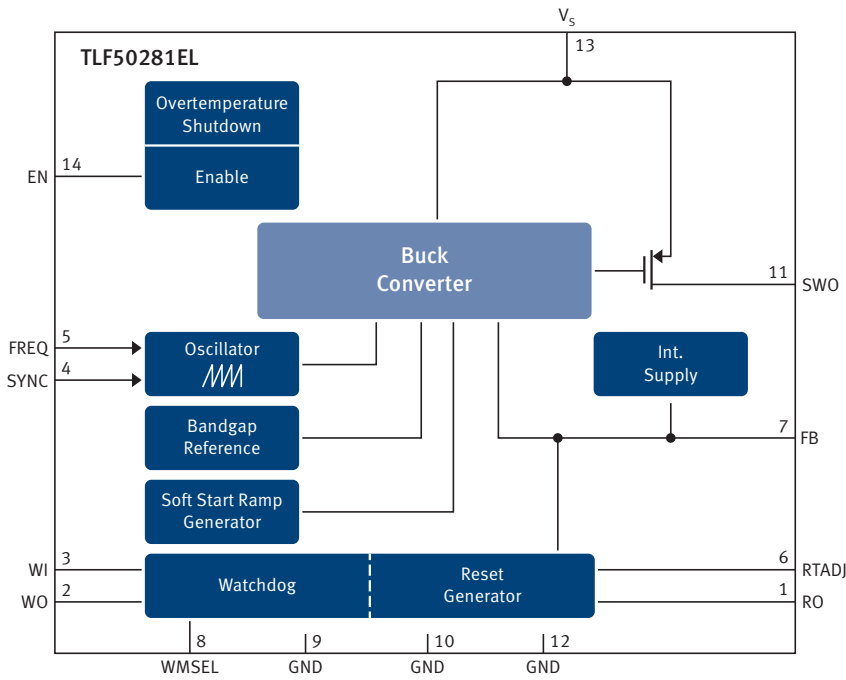 V_S
13
TLF50281EL
Overtemperature
Shutdown
14
EN
Enable
Buck
Converter
11
SWO
5
FREQ
Oscillator
4
SYNC
Int.
Supply
Bandgap
Reference
7
FB
Soft Start Ramp
Generator
3
WI
2
WO
Watchdog
Reset
Generator
6
RTADJ
1
RO
8
WMSEL
9
GND
10
GND
12
GND